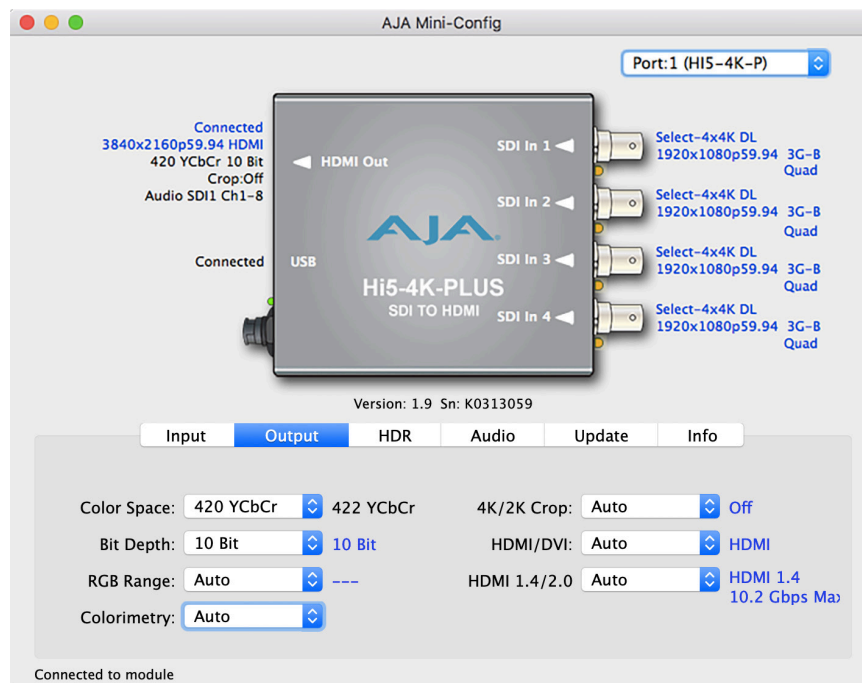 AJA Mini-Config
Port:1 (HI5-4K-P)
Connected
3840x2160p59.94 HDMI
420 YCbCr 10 Bit
Crop:Off
Audio SDI1 Ch1-8
Connected
HDMI Out
USB
SDI In 1
SDI In 2
SDI In 3
SDI In 4
AJA
Hi5-4K-PLUS
SDI TO HDMI
Select-4x4K DL
1920x1080p59.94 3G-B
Quad
Select-4x4K DL
1920x1080p59.94 3G-B
Quad
Select-4x4K DL
1920x1080p59.94 3G-B
Quad
Select-4x4K DL
1920x1080p59.94 3G-B
Quad
Version: 1.9 Sn: K0313059
Input Output HDR Audio Update Info
Color Space: 420 YCbCr 422 YCbCr
Bit Depth: 10 Bit 10 Bit
RGB Range: Auto ---
Colorimetry: Auto
4K/2K Crop: Auto Off
HDMI/DVI: Auto HDMI
HDMI 1.4/2.0 Auto HDMI 1.4
10.2 Gbps Max
Connected to module